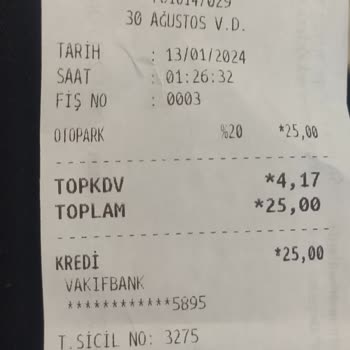 30 AĞUSTOS V.D.
TARİH : 13/01/2024
SAAT : 01:26:32
FİŞ NO : 0003
OTOPARK %20 *25,00
TOPKDV *4,17
TOPLAM *25,00
KREDİ *25,00
VAKIFBANK
************5895
T.SİCİL NO: 3275